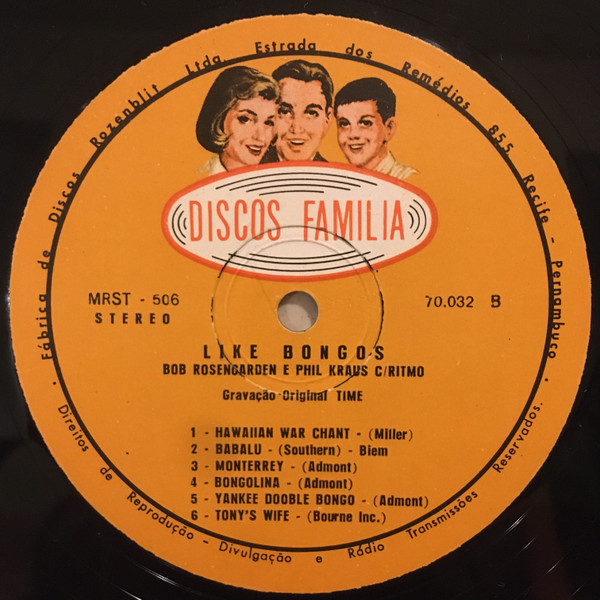 Fábrica de Discos Rozenblit Ltda. Estrada dos Remédios 855. Recife - Pernambuco •
DISCOS FAMILIA
MRST - 506
STEREO
70.032 B
LIKE BONGOS
BOB ROSENGARDEN E PHIL KRAUS C/RITMO
Gravação Original TIME
1 - HAWAIIAN WAR CHANT - (Miller)
2 - BABALU - (Southern) - Biem
3 - MONTERREY - (Admont)
4 - BONGOLINA - (Admont)
5 - YANKEE DOOBLE BONGO - (Admont)
6 - TONY'S WIFE - (Bourne Inc.)
• Direitos de Reprodução - Divulgação e Rádio Transmissões Reservados.